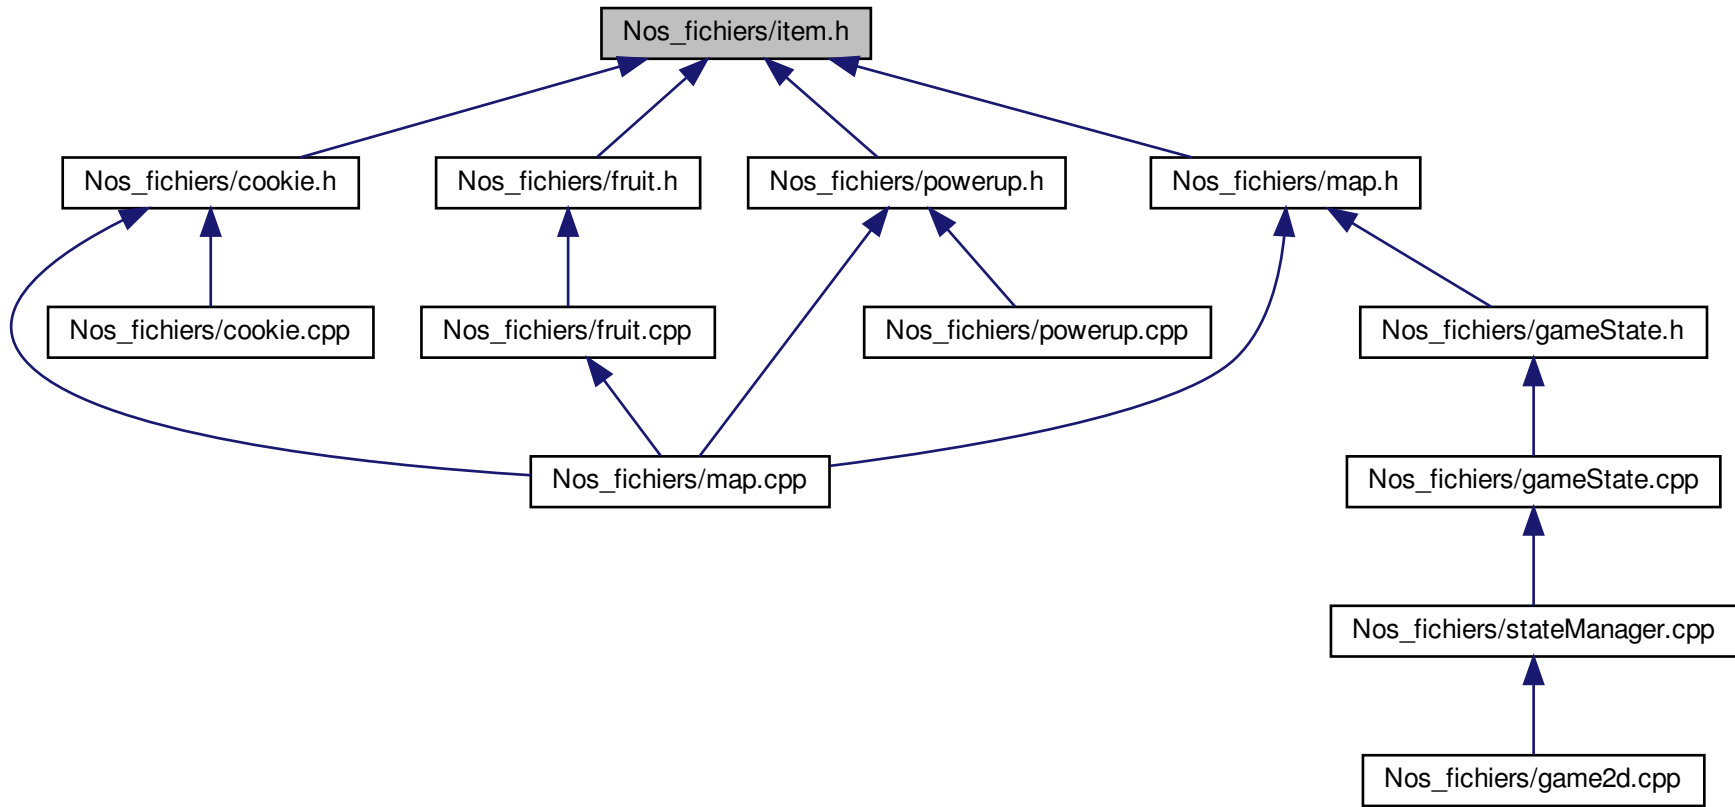 Nos_fichiers/item.h
Nos_fichiers/cookie.h
Nos_fichiers/fruit.h
Nos_fichiers/powerup.h
Nos_fichiers/map.h
Nos_fichiers/cookie.cpp
Nos_fichiers/fruit.cpp
Nos_fichiers/powerup.cpp
Nos_fichiers/gameState.h
Nos_fichiers/map.cpp
Nos_fichiers/gameState.cpp
Nos_fichiers/stateManager.cpp
Nos_fichiers/game2d.cpp